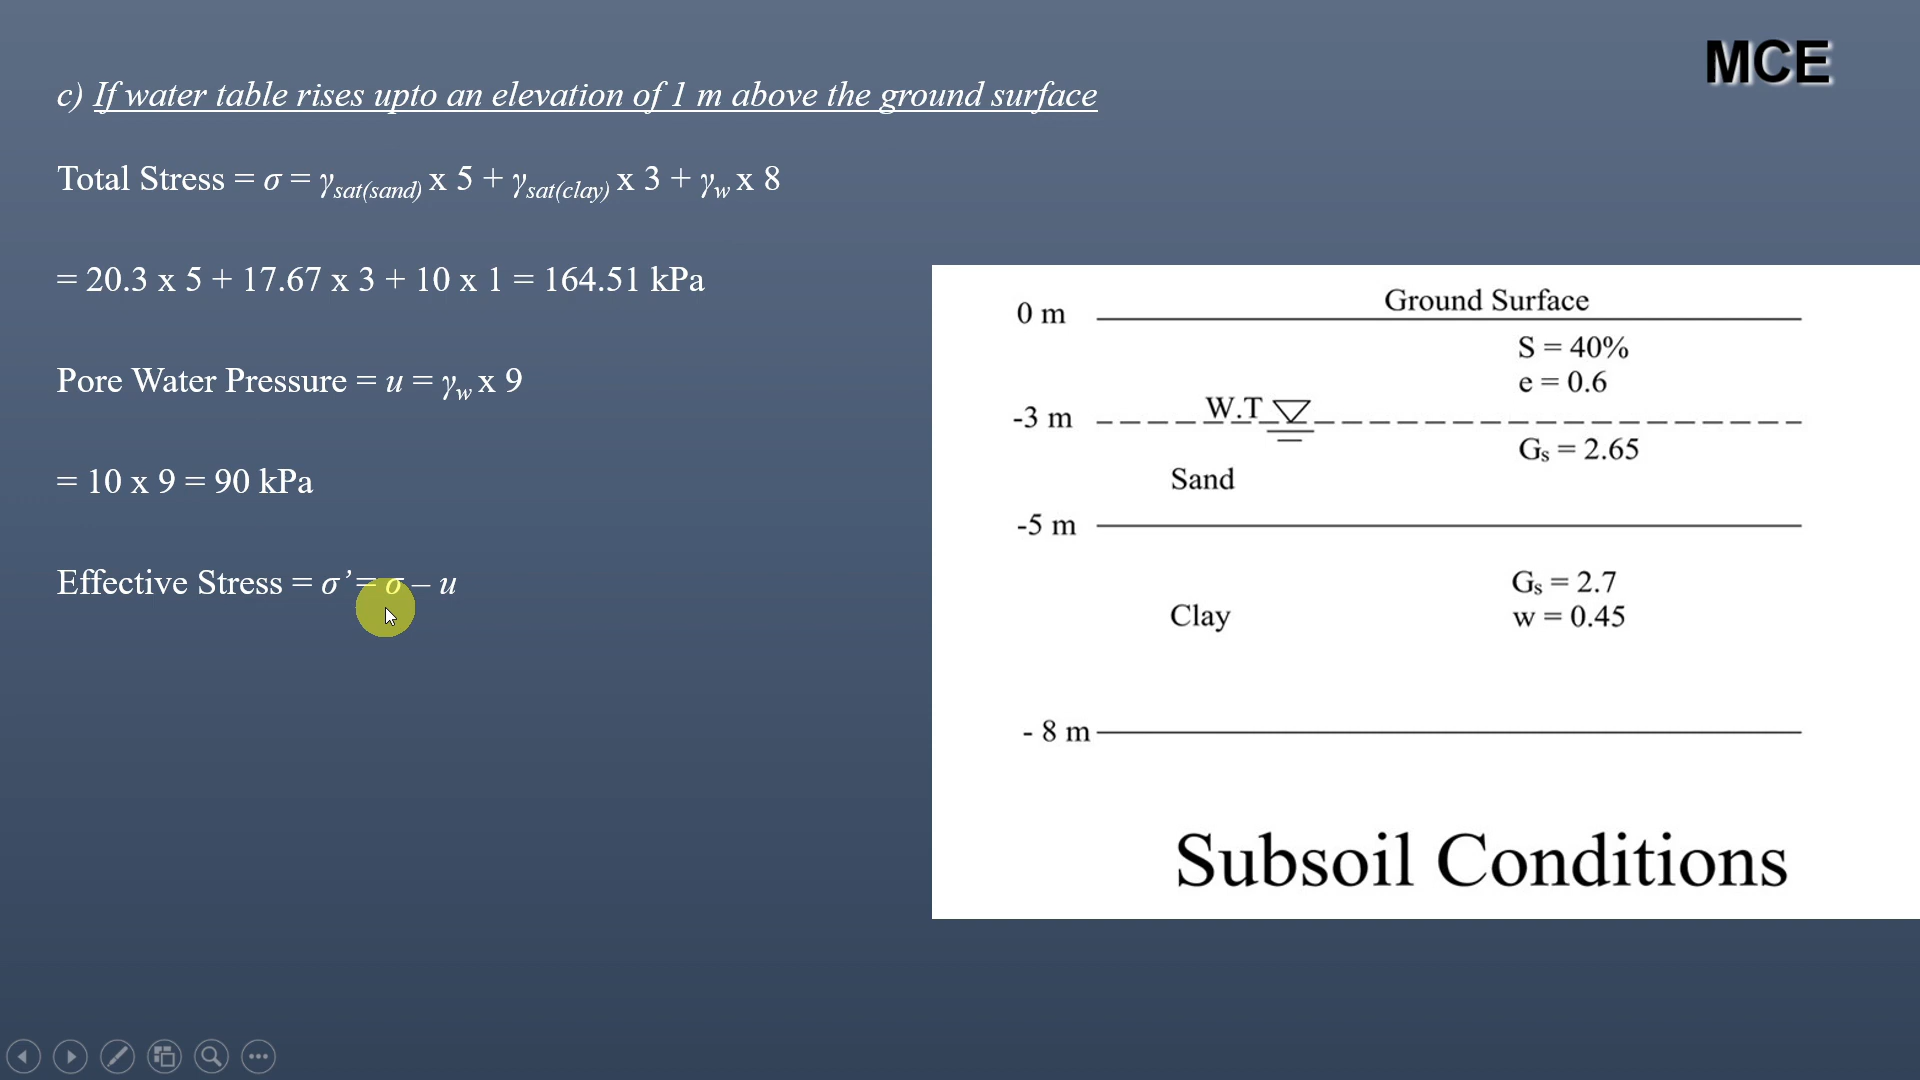 MCE
c) If water table rises upto an elevation of 1 m above the ground surface
Total Stress = σ = γsat(sand) x 5 + γsat(clay) x 3 + γw x 8
= 20.3 x 5 + 17.67 x 3 + 10 x 1 = 164.51 kPa
Pore Water Pressure = u = γw x 9
= 10 x 9 = 90 kPa
Effective Stress = σ’= σ – u
Ground Surface
0 m
S = 40%
e = 0.6
W.T
-3 m
Gs = 2.65
Sand
-5 m
Gs = 2.7
Clay
w = 0.45
- 8 m
Subsoil Conditions